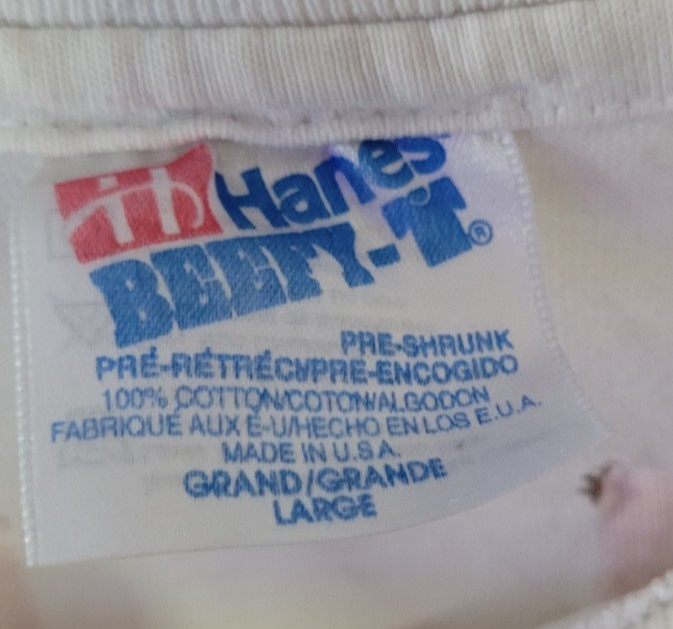 Hanes
BEEFY-T®
PRE-SHRUNK
PRÉ-RÉTRÉCI/PRE-ENCOGIDO
100% COTTON/COTON/ALGODON
FABRIQUÉ AUX É-U/HECHO EN LOS E.U.A.
MADE IN U.S.A.
GRAND/GRANDE
LARGE